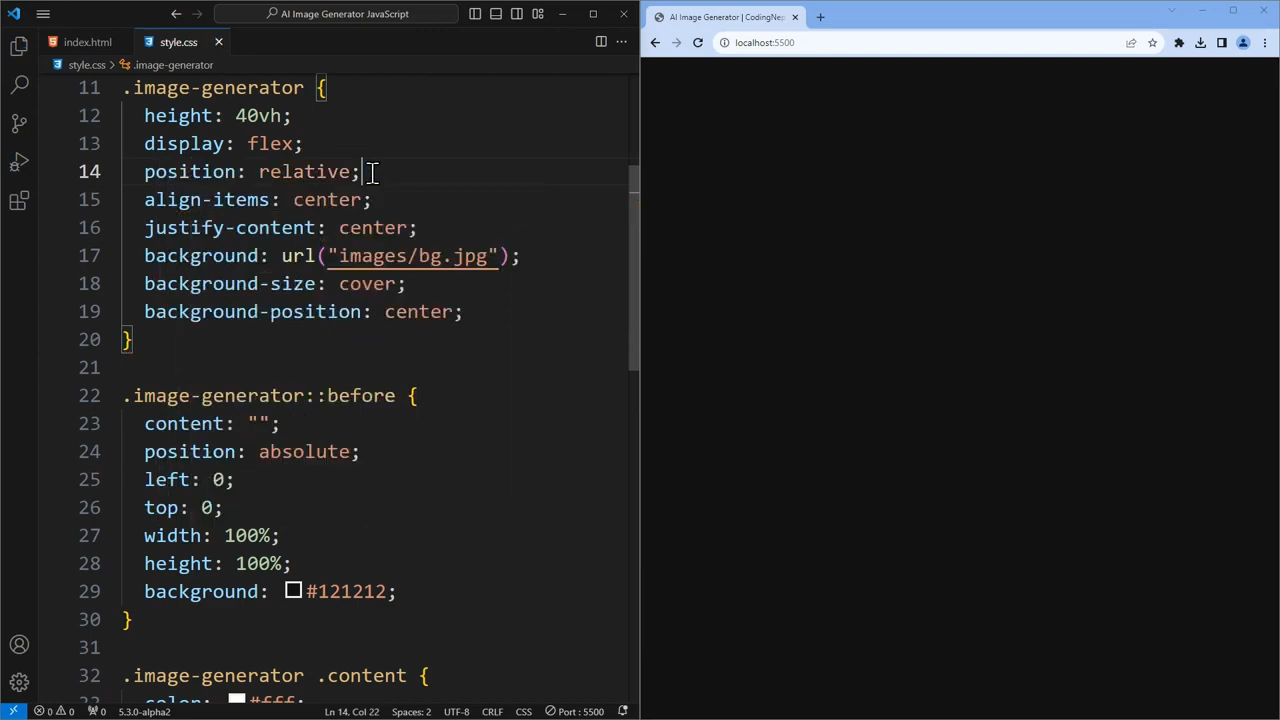 AI Image Generator JavaScript
AI Image Generator | CodingNep
index.html
style.css
localhost:5500
style.css > .image-generator
11 .image-generator {
12 height: 40vh;
13 display: flex;
14 position: relative;
15 align-items: center;
16 justify-content: center;
17 background: url("images/bg.jpg");
18 background-size: cover;
19 background-position: center;
20 }
21
22 .image-generator::before {
23 content: "";
24 position: absolute;
25 left: 0;
26 top: 0;
27 width: 100%;
28 height: 100%;
29 background: #121212;
30 }
31
32 .image-generator .content {
33 color: #fff;
0 0 0 5.3.0-alpha2 Ln 14, Col 22 Spaces: 2 UTF-8 CRLF CSS Port : 5500